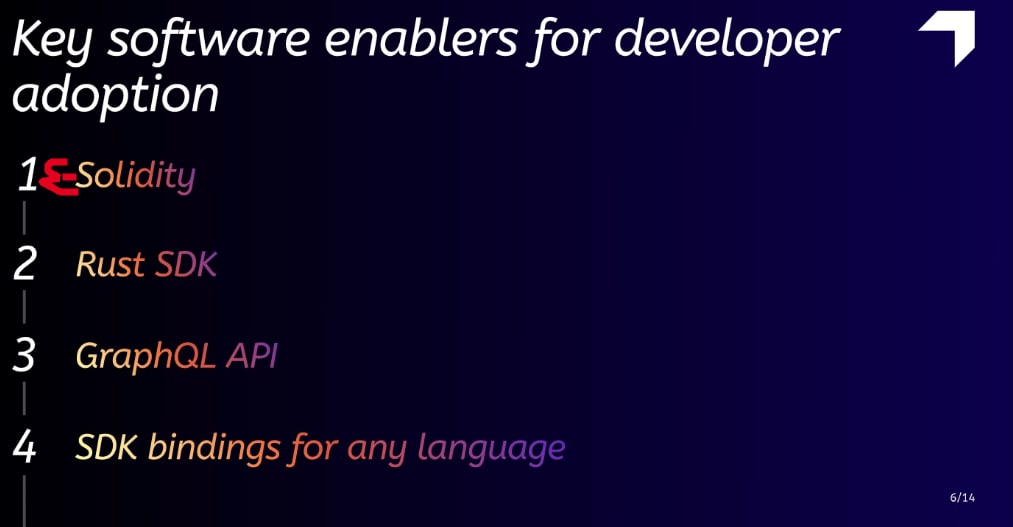 Key software enablers for developer
adoption
1 Solidity
2 Rust SDK
3 GraphQL API
4 SDK bindings for any language
6/14